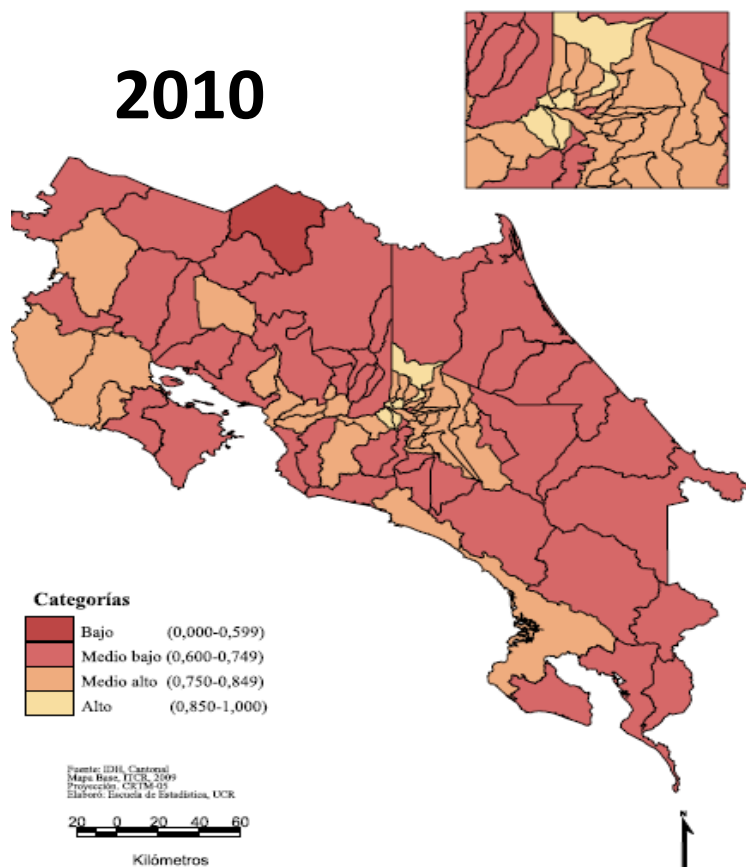 2010
Categorías
Bajo (0,000-0,599)
Medio bajo (0,600-0,749)
Medio alto (0,750-0,849)
Alto (0,850-1,000)
Fuente: IDH, Cantonal
Mapa Base, ITCR, 2009
Proyección. CRTM-05
Elaboró: Escuela de Estadística, UCR
20 0 20 40 60
Kilómetros
N